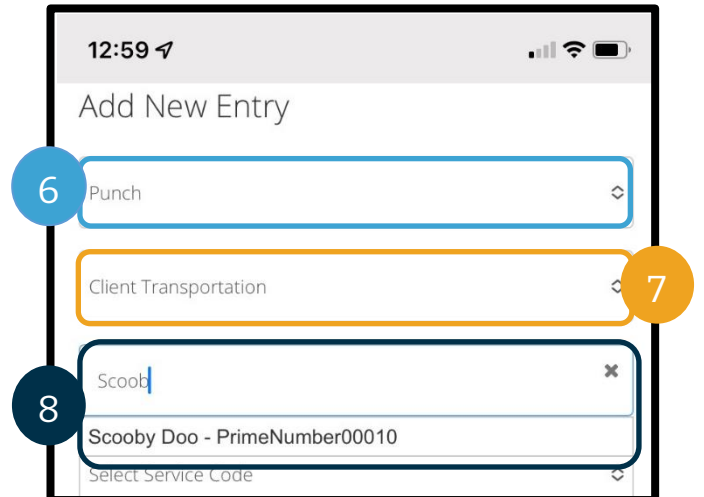 12:59
Add New Entry
6
Punch
Client Transportation
7
8
Scoob
Scooby Doo - PrimeNumber00010
Select Service Code